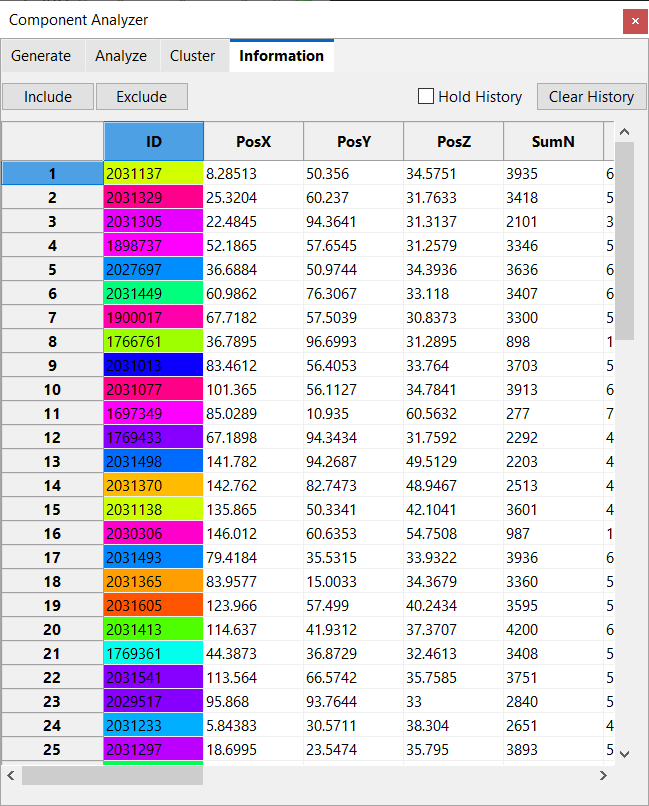 Component Analyzer
Generate Analyze Cluster Information
Include Exclude Hold History Clear History
ID PosX PosY PosZ SumN
1 2031137 8.28513 50.356 34.5751 3935 6
2 2031329 25.3204 60.237 31.7633 3418 5
3 2031305 22.4845 94.3641 31.3137 2101 3
4 1898737 52.1865 57.6545 31.2579 3346 5
5 2027697 36.6884 50.9744 34.3936 3636 6
6 2031449 60.9862 76.3067 33.118 3407 6
7 1900017 67.7182 57.5039 30.8373 3300 5
8 1766761 36.7895 96.6993 31.2895 898 1
9 2031013 83.4612 56.4053 33.764 3703 5
10 2031077 101.365 56.1127 34.7841 3913 6
11 1697349 85.0289 10.935 60.5632 277 7
12 1769433 67.1898 94.3434 31.7592 2292 4
13 2031498 141.782 94.2687 49.5129 2203 4
14 2031370 142.762 82.7473 48.9467 2513 4
15 2031138 135.865 50.3341 42.1041 3601 4
16 2030306 146.012 60.6353 54.7508 987 1
17 2031493 79.4184 35.5315 33.9322 3936 6
18 2031365 83.9577 15.0033 34.3679 3360 5
19 2031605 123.966 57.499 40.2434 3595 5
20 2031413 114.637 41.9312 37.3707 4200 6
21 1769361 44.3873 36.8729 32.4613 3408 5
22 2031541 113.564 66.5742 35.7585 3751 5
23 2029517 95.868 93.7644 33 2840 5
24 2031233 5.84383 30.5711 38.304 2651 4
25 2031297 18.6995 23.5474 35.795 3893 5